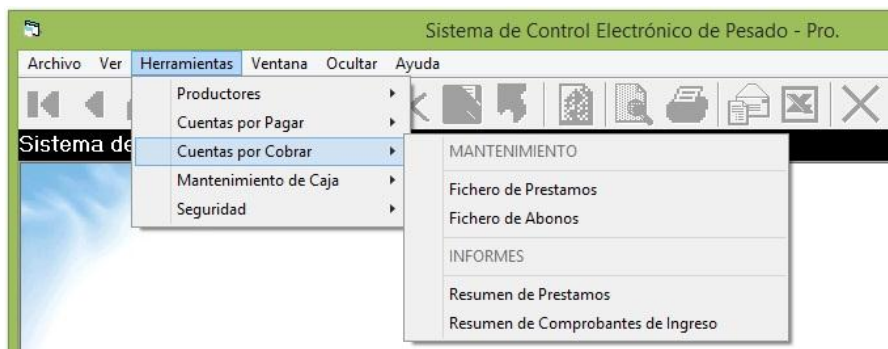 Sistema de Control Electrónico de Pesado - Pro.
Archivo Ver Herramientas Ventana Ocultar Ayuda
Productores
Cuentas por Pagar
Sistema de
Cuentas por Cobrar
Mantenimiento de Caja
Seguridad
MANTENIMIENTO
Fichero de Prestamos
Fichero de Abonos
INFORMES
Resumen de Prestamos
Resumen de Comprobantes de Ingreso